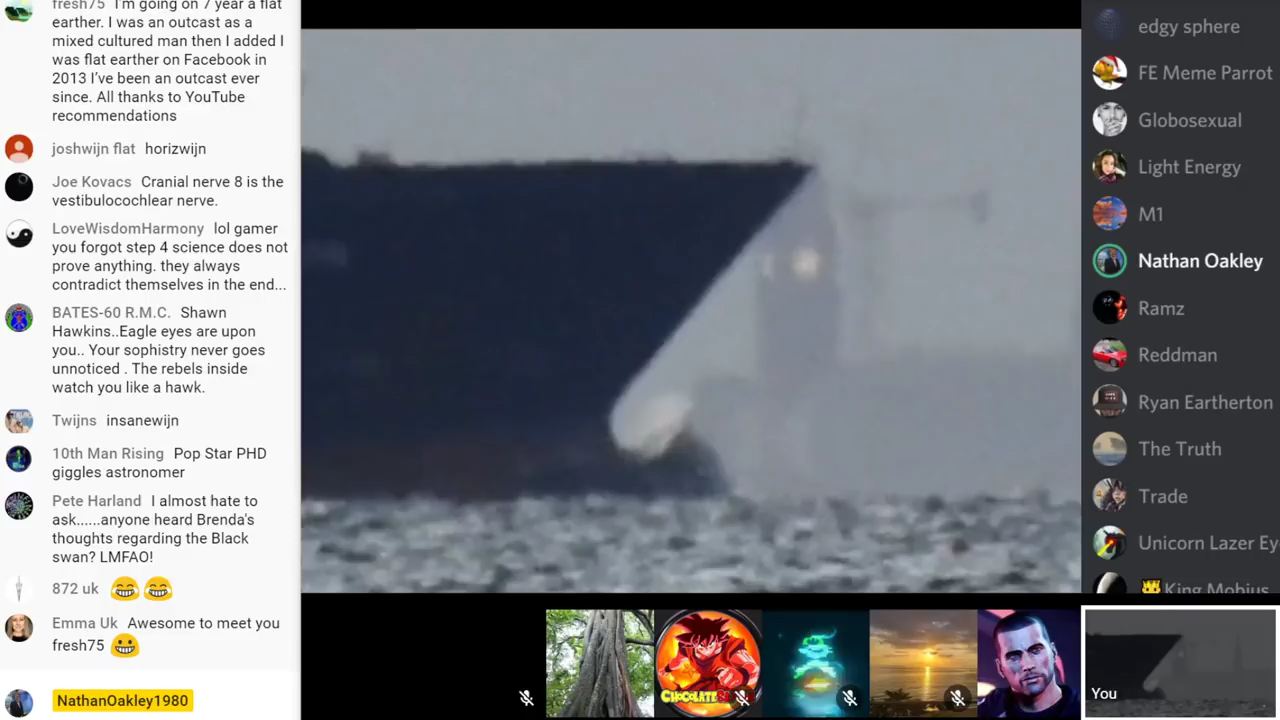 fresh75 I'm going on 7 year a flat
earther. I was an outcast as a
mixed cultured man then I added I
was flat earther on Facebook in
2013 I've been an outcast ever
since. All thanks to YouTube
recommendations
joshwijn flat horizwijn
Joe Kovacs Cranial nerve 8 is the
vestibulocochlear nerve.
LoveWisdomHarmony lol gamer
you forgot step 4 science does not
prove anything. they always
contradict themselves in the end...
BATES-60 R.M.C. Shawn
Hawkins..Eagle eyes are upon
you.. Your sophistry never goes
unnoticed . The rebels inside
watch you like a hawk.
Twijns insanewijn
10th Man Rising Pop Star PHD
giggles astronomer
Pete Harland I almost hate to
ask......anyone heard Brenda's
thoughts regarding the Black
swan? LMFAO!
872 uk 😂 😂
Emma Uk Awesome to meet you
fresh75 😀
NathanOakley1980
edgy sphere
FE Meme Parrot
Globosexual
Light Energy
M1
Nathan Oakley
Ramz
Reddman
Ryan Eartherton
The Truth
Trade
Unicorn Lazer Ey
King Mobius
You